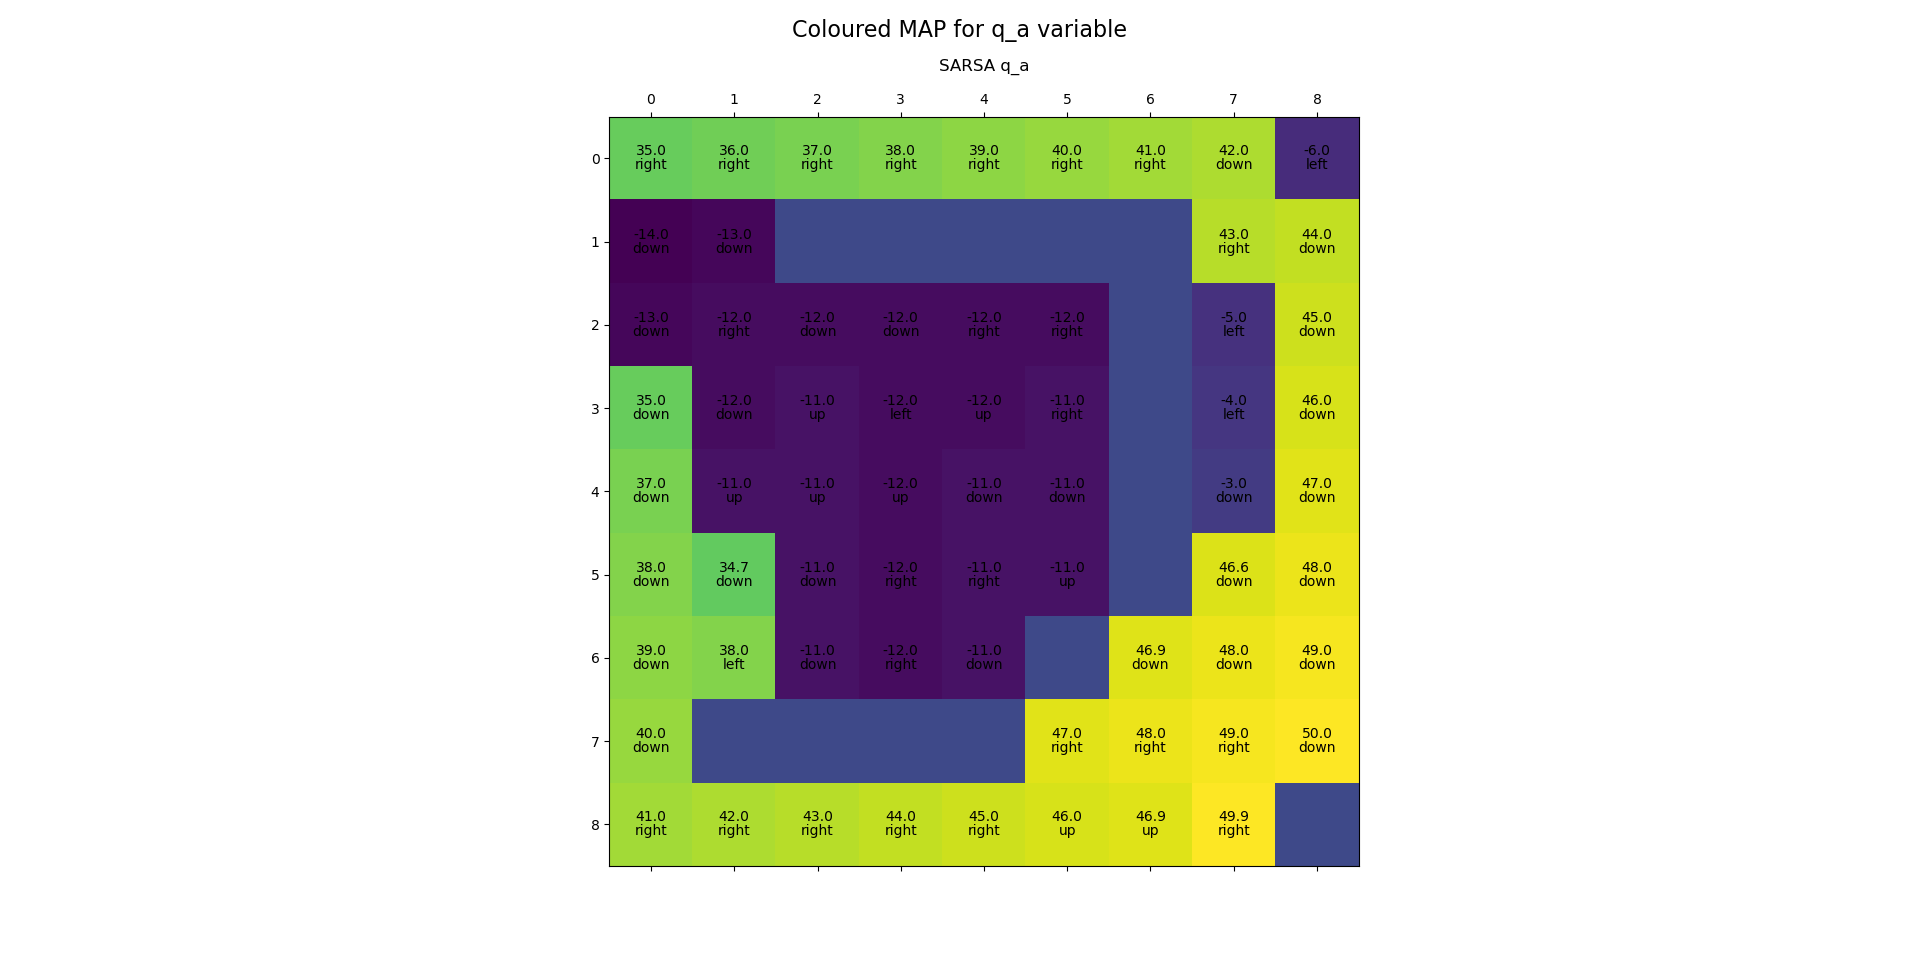 Coloured MAP for q_a variable
SARSA q_a
0 1 2 3 4 5 6 7 8
0 35.0 36.0 37.0 38.0 39.0 40.0 41.0 42.0 -6.0
right right right right right right right down left
1 -14.0 -13.0 43.0 44.0
down down right down
2 -13.0 -12.0 -12.0 -12.0 -12.0 -12.0 -5.0 45.0
down right down down right right left down
3 35.0 -12.0 -11.0 -12.0 -12.0 -11.0 -4.0 46.0
down down up left up right left down
4 37.0 -11.0 -11.0 -12.0 -11.0 -11.0 -3.0 47.0
down up up up down down down down
5 38.0 34.7 -11.0 -12.0 -11.0 -11.0 46.6 48.0
down down down right right up down down
6 39.0 38.0 -11.0 -12.0 -11.0 46.9 48.0 49.0
down left down right down down down down
7 40.0 47.0 48.0 49.0 50.0
down right right right down
8 41.0 42.0 43.0 44.0 45.0 46.0 46.9 49.9
right right right right right up up right